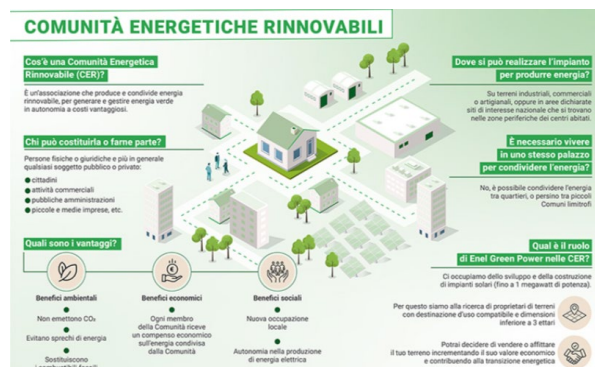 COMUNITÀ ENERGETICHE RINNOVABILI
Cos'è una Comunità Energetica
Rinnovabile (CER)?
È un'associazione che produce e condivide energia
rinnovabile, per generare e gestire energia verde
in autonomia a costi vantaggiosi.
Chi può costituirla o farne parte?
Persone fisiche o giuridiche e più in generale
qualsiasi soggetto pubblico o privato:
cittadini
attività commerciali
pubbliche amministrazioni
piccole e medie imprese, etc.
Quali sono i vantaggi?
Benefici ambientali
Non emettono CO₂
Evitano sprechi di energia
Sostituiscono
i combustibili fossili
Benefici economici
Ogni membro
della Comunità riceve
un compenso economico
sull'energia condivisa
dalla Comunità
Benefici sociali
Nuova occupazione
locale
Autonomia nella produzione
di energia elettrica
Dove si può realizzare l'impianto
per produrre energia?
Su terreni industriali, commerciali
o artigianali, oppure in aree dichiarate
siti di interesse nazionale che si trovano
nelle zone periferiche dei centri abitati.
È necessario vivere
in uno stesso palazzo
per condividere l'energia?
No, è possibile condividere l'energia
tra quartieri, o persino tra piccoli
Comuni limitrofi
Qual è il ruolo
di Enel Green Power nelle CER?
Ci occupiamo dello sviluppo e della costruzione
di impianti solari (fino a 1 megawatt di potenza).
Per questo siamo alla ricerca di proprietari di terreni
con destinazione d'uso compatibile e dimensioni
inferiore a 3 ettari
Potrai decidere di vendere o affittare
il tuo terreno incrementando il suo valore economico
e contribuendo alla transizione energetica